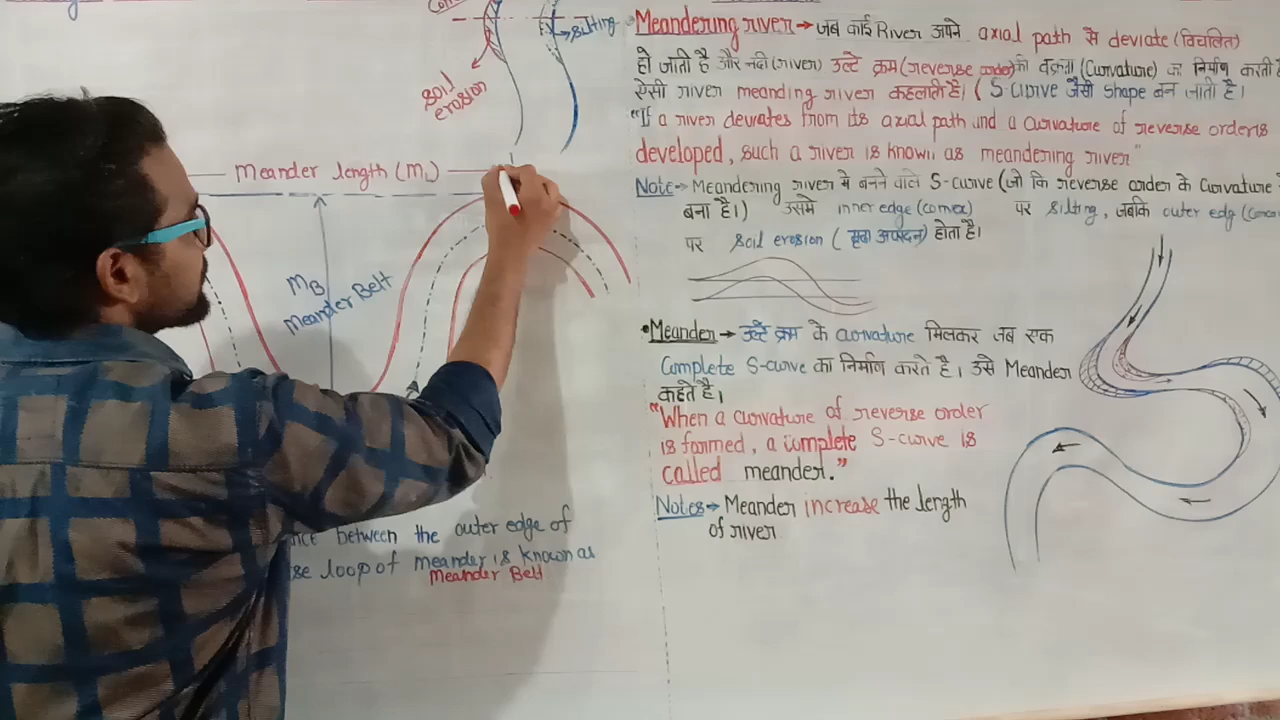 silting
soil
erosion
Meander length (ML)
MB
Meander Belt
between the outer edge of
loop of meander is known as
Meander Belt
Meandering river → जब कोई River अपने axial path से deviate (विचलित)
हो जाती है और नदी (river) उल्टे क्रम (reverse order) की वक्रता (Curvature) का निर्माण करती
ऐसी river meanding river कहलाती है। ( S-curve जैसी shape बन जाती है।
"If a river deviates from its axial path and a curvature of reverse order is
developed, such a river is known as meandering river"
Note → Meandering river मे बनने वाले S-curve (जो कि reverse order के Curvature
बना है।) उसमे inner edge (convex) पर silting, जबकि outer edg
पर soil erosion (मृदा अपरदन) होता है।
•Meander → उल्टे क्रम के curvature मिलकर जब एक
Complete S-curve का निर्माण करते है। उसे Meander
कहते है।
"When a curvature of reverse order
is formed, a complete S-curve is
called meander."
Notes → Meander increase the length
of river